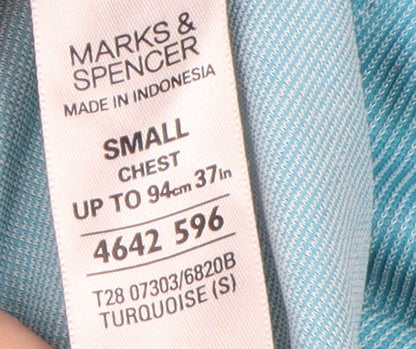 MARKS &
SPENCER
MADE IN INDONESIA
SMALL
CHEST
UP TO 94cm 37in
4642 596
T28 07303/6820B
TURQUOISE (S)